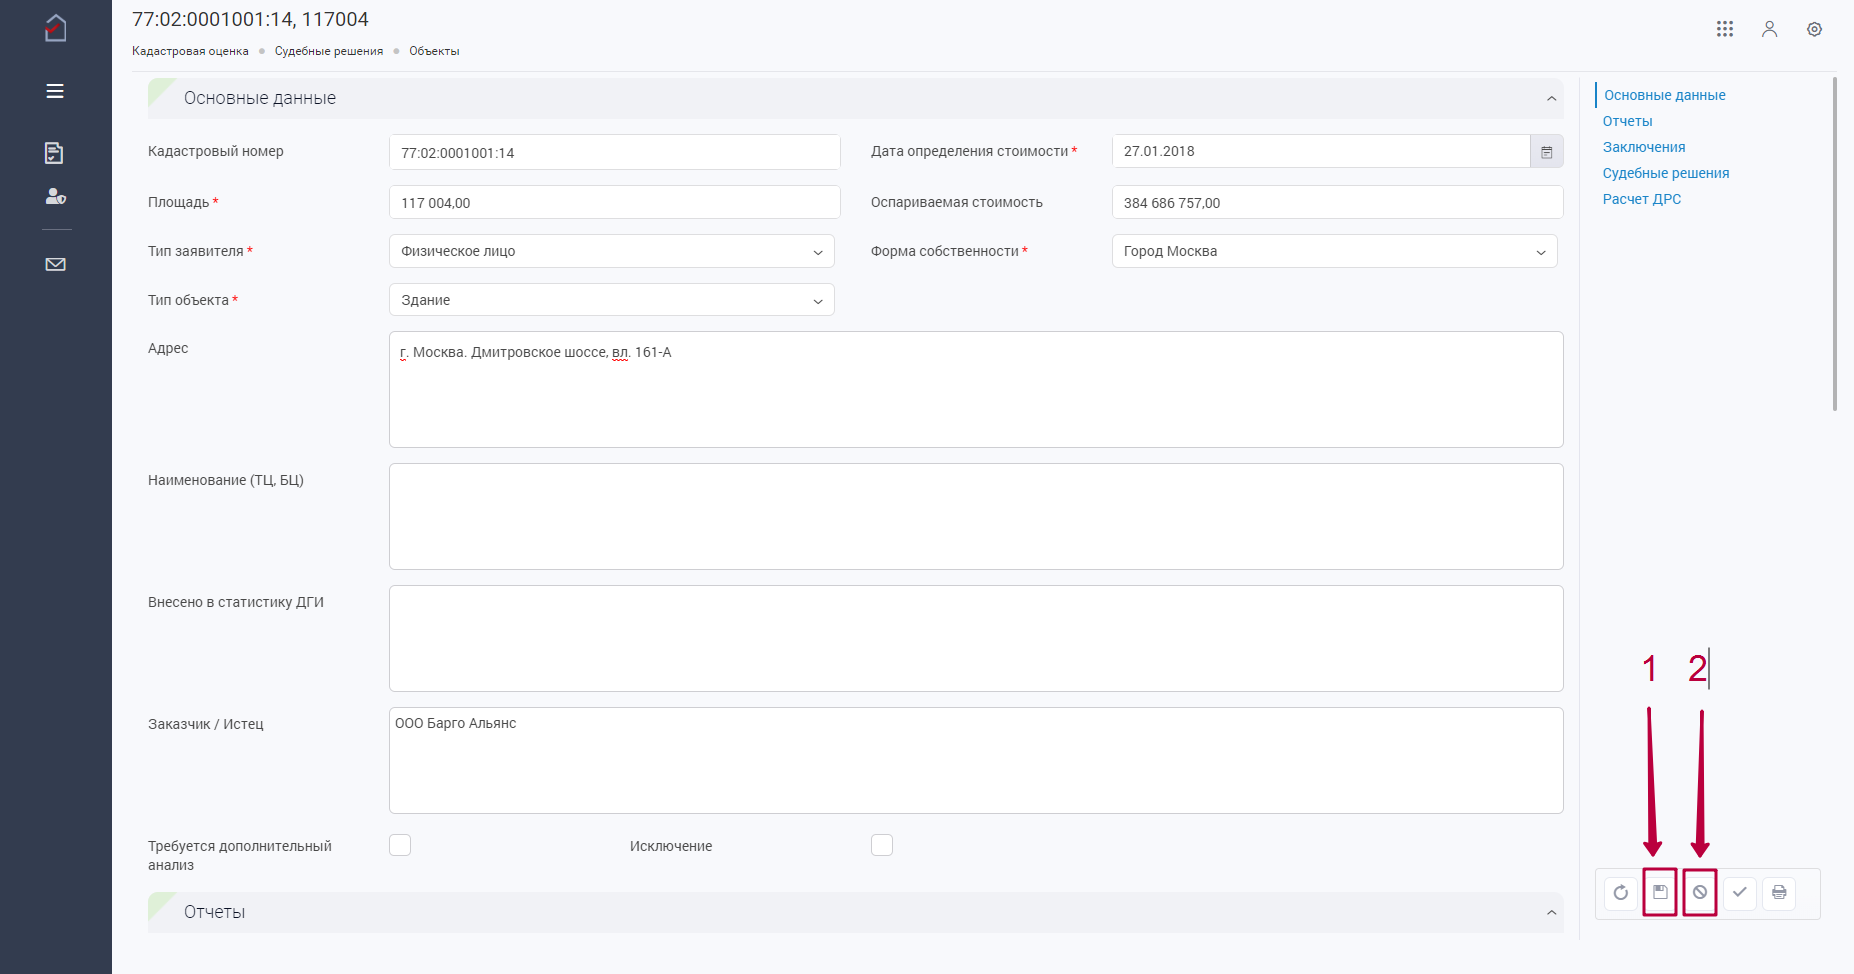 77:02:0001001:14, 117004
Кадастровая оценка
Судебные решения
Объекты
Основные данные
Кадастровый номер
77:02:0001001:14
Дата определения стоимости *
27.01.2018
Площадь *
117 004,00
Оспариваемая стоимость
384 686 757,00
Тип заявителя *
Физическое лицо
Форма собственности *
Город Москва
Тип объекта *
Здание
Адрес
г. Москва. Дмитровское шоссе, вл. 161-А
Наименование (ТЦ, БЦ)
Внесено в статистику ДГИ
Заказчик / Истец
ООО Барго Альянс
Требуется дополнительный
анализ
Исключение
Отчеты
Основные данные
Отчеты
Заключения
Судебные решения
Расчет ДРС
1 2